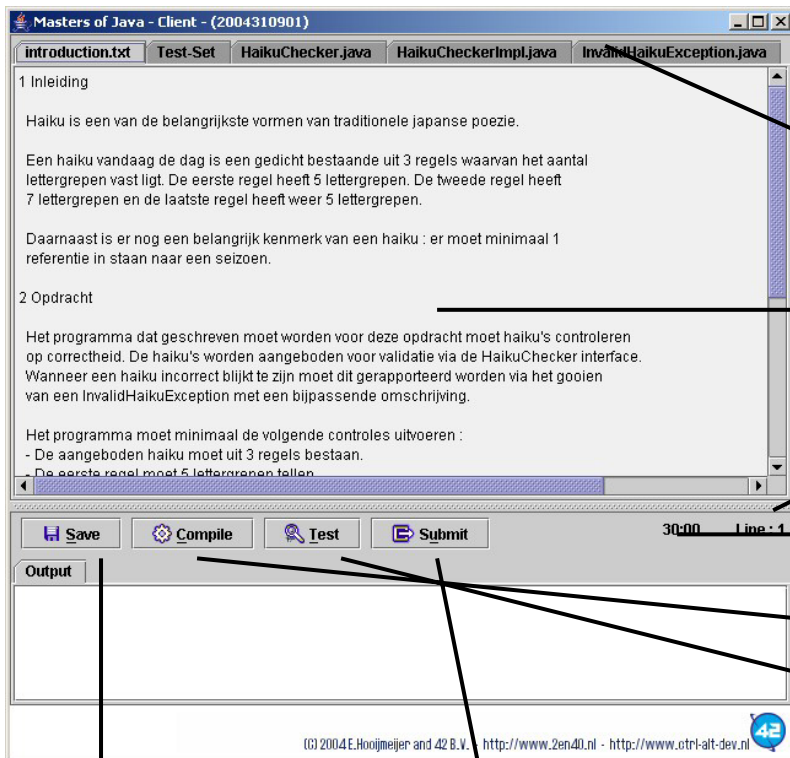 Masters of Java - Client - (2004310901)
introduction.txt Test-Set HaikuChecker.java HaikuCheckerImpl.java InvalidHaikuException.java
1 Inleiding
Haiku is een van de belangrijkste vormen van traditionele japanse poezie.
Een haiku vandaag de dag is een gedicht bestaande uit 3 regels waarvan het aantal
lettergrepen vast ligt. De eerste regel heeft 5 lettergrepen. De tweede regel heeft
7 lettergrepen en de laatste regel heeft weer 5 lettergrepen.
Daarnaast is er nog een belangrijk kenmerk van een haiku : er moet minimaal 1
referentie in staan naar een seizoen.
2 Opdracht
Het programma dat geschreven moet worden voor deze opdracht moet haiku's controleren
op correctheid. De haiku's worden aangeboden voor validatie via de HaikuChecker interface.
Wanneer een haiku incorrect blijkt te zijn moet dit gerapporteerd worden via het gooien
van een InvalidHaikuException met een bijpassende omschrijving.
Het programma moet minimaal de volgende controles uitvoeren :
- De aangeboden haiku moet uit 3 regels bestaan.
- De eerste regel moet 5 lettergrepen tellen
Save Compile Test Submit 30:00 Line : 1
Output
(C) 2004 E.Hooijmeijer and 42 B.V. - http://www.2en40.nl - http://www.ctrl-alt-dev.nl
42